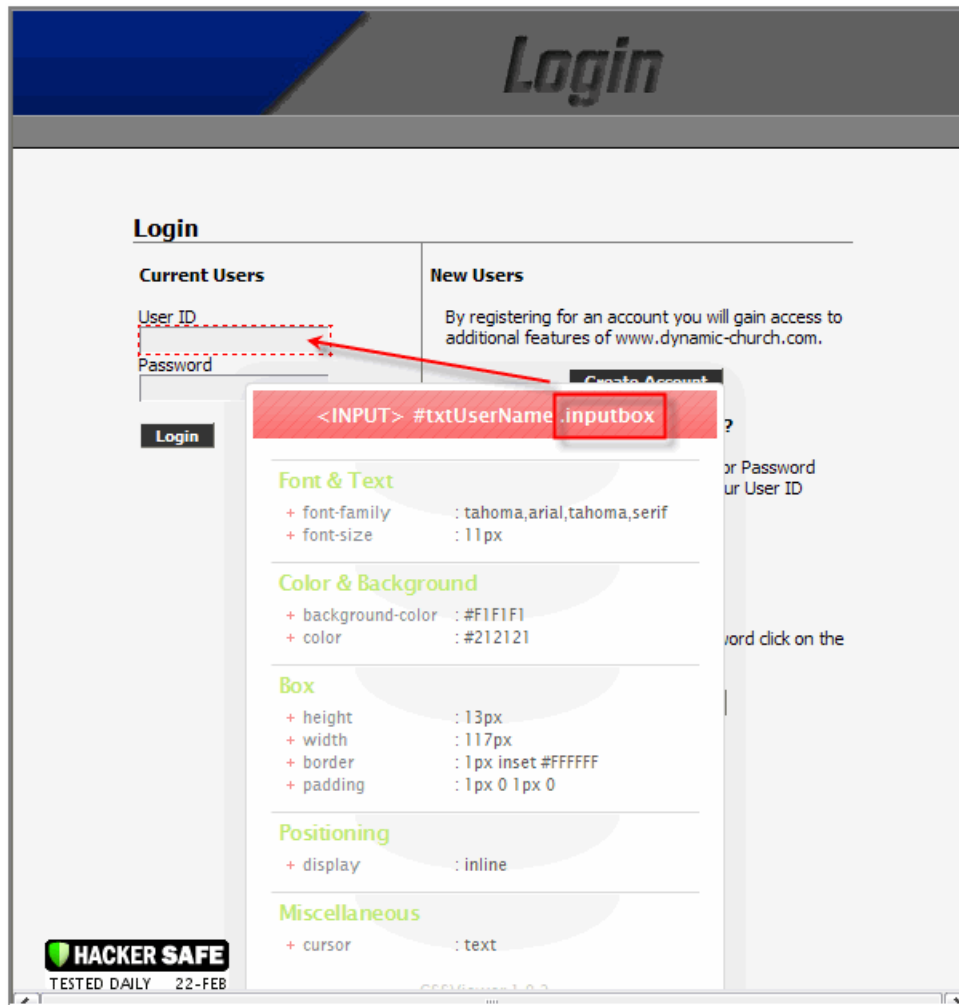 Login
Login
Current Users
User ID
Password
Login
New Users
By registering for an account you will gain access to
additional features of www.dynamic-church.com.
Create Account
?
or Password
ur User ID
word click on the
<INPUT> #txtUserName .inputbox
Font & Text
+ font-family : tahoma,arial,tahoma,serif
+ font-size : 11px
Color & Background
+ background-color : #F1F1F1
+ color : #212121
Box
+ height : 13px
+ width : 117px
+ border : 1px inset #FFFFFF
+ padding : 1px 0 1px 0
Positioning
+ display : inline
Miscellaneous
+ cursor : text
HACKER SAFE
TESTED DAILY 22-FEB